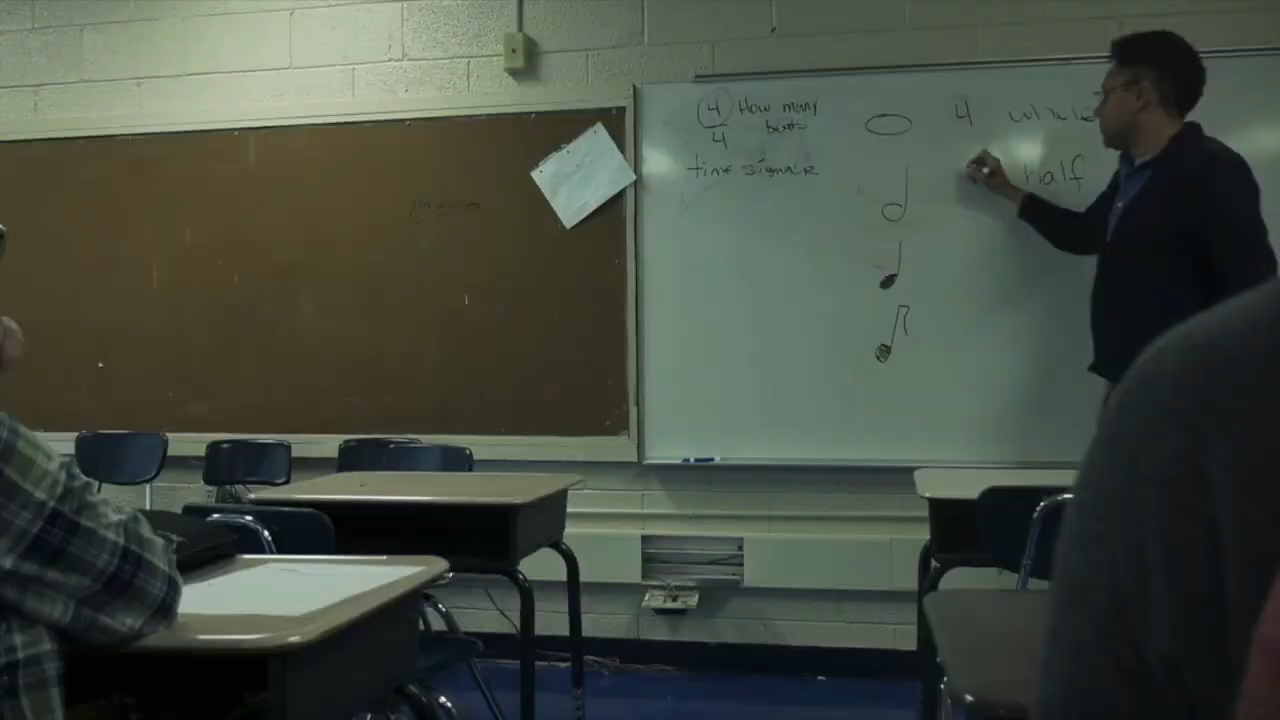 4 How many
4 beats
time signature
4 whole
half